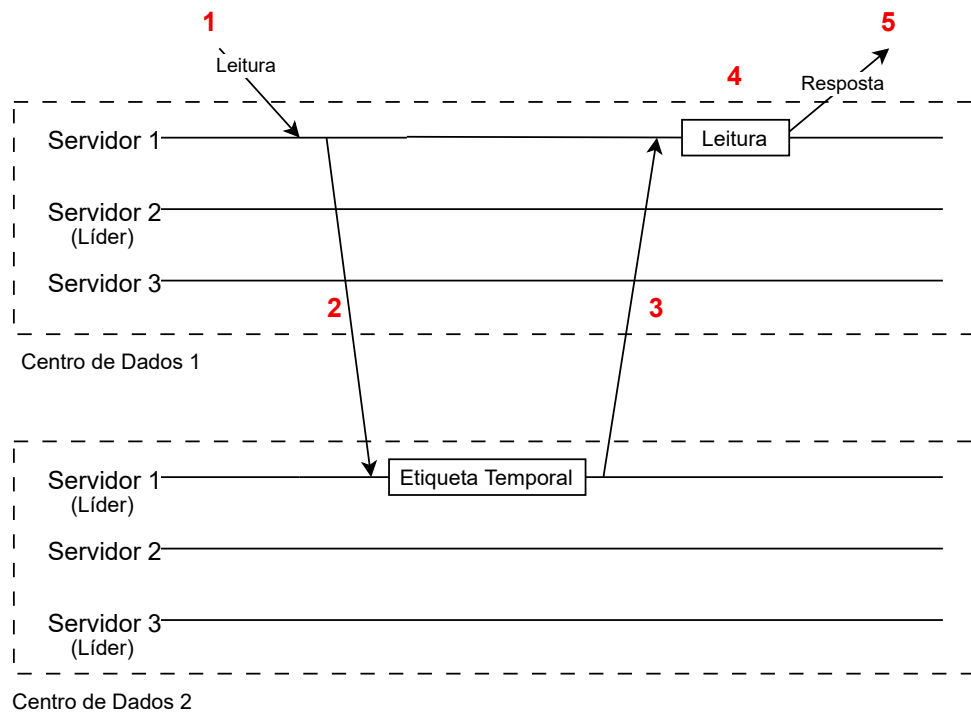 1
5
Leitura
4
Resposta
Servidor 1
Leitura
Servidor 2
(Líder)
Servidor 3
2
3
Centro de Dados 1
Servidor 1
(Líder)
Etiqueta Temporal
Servidor 2
Servidor 3
(Líder)
Centro de Dados 2